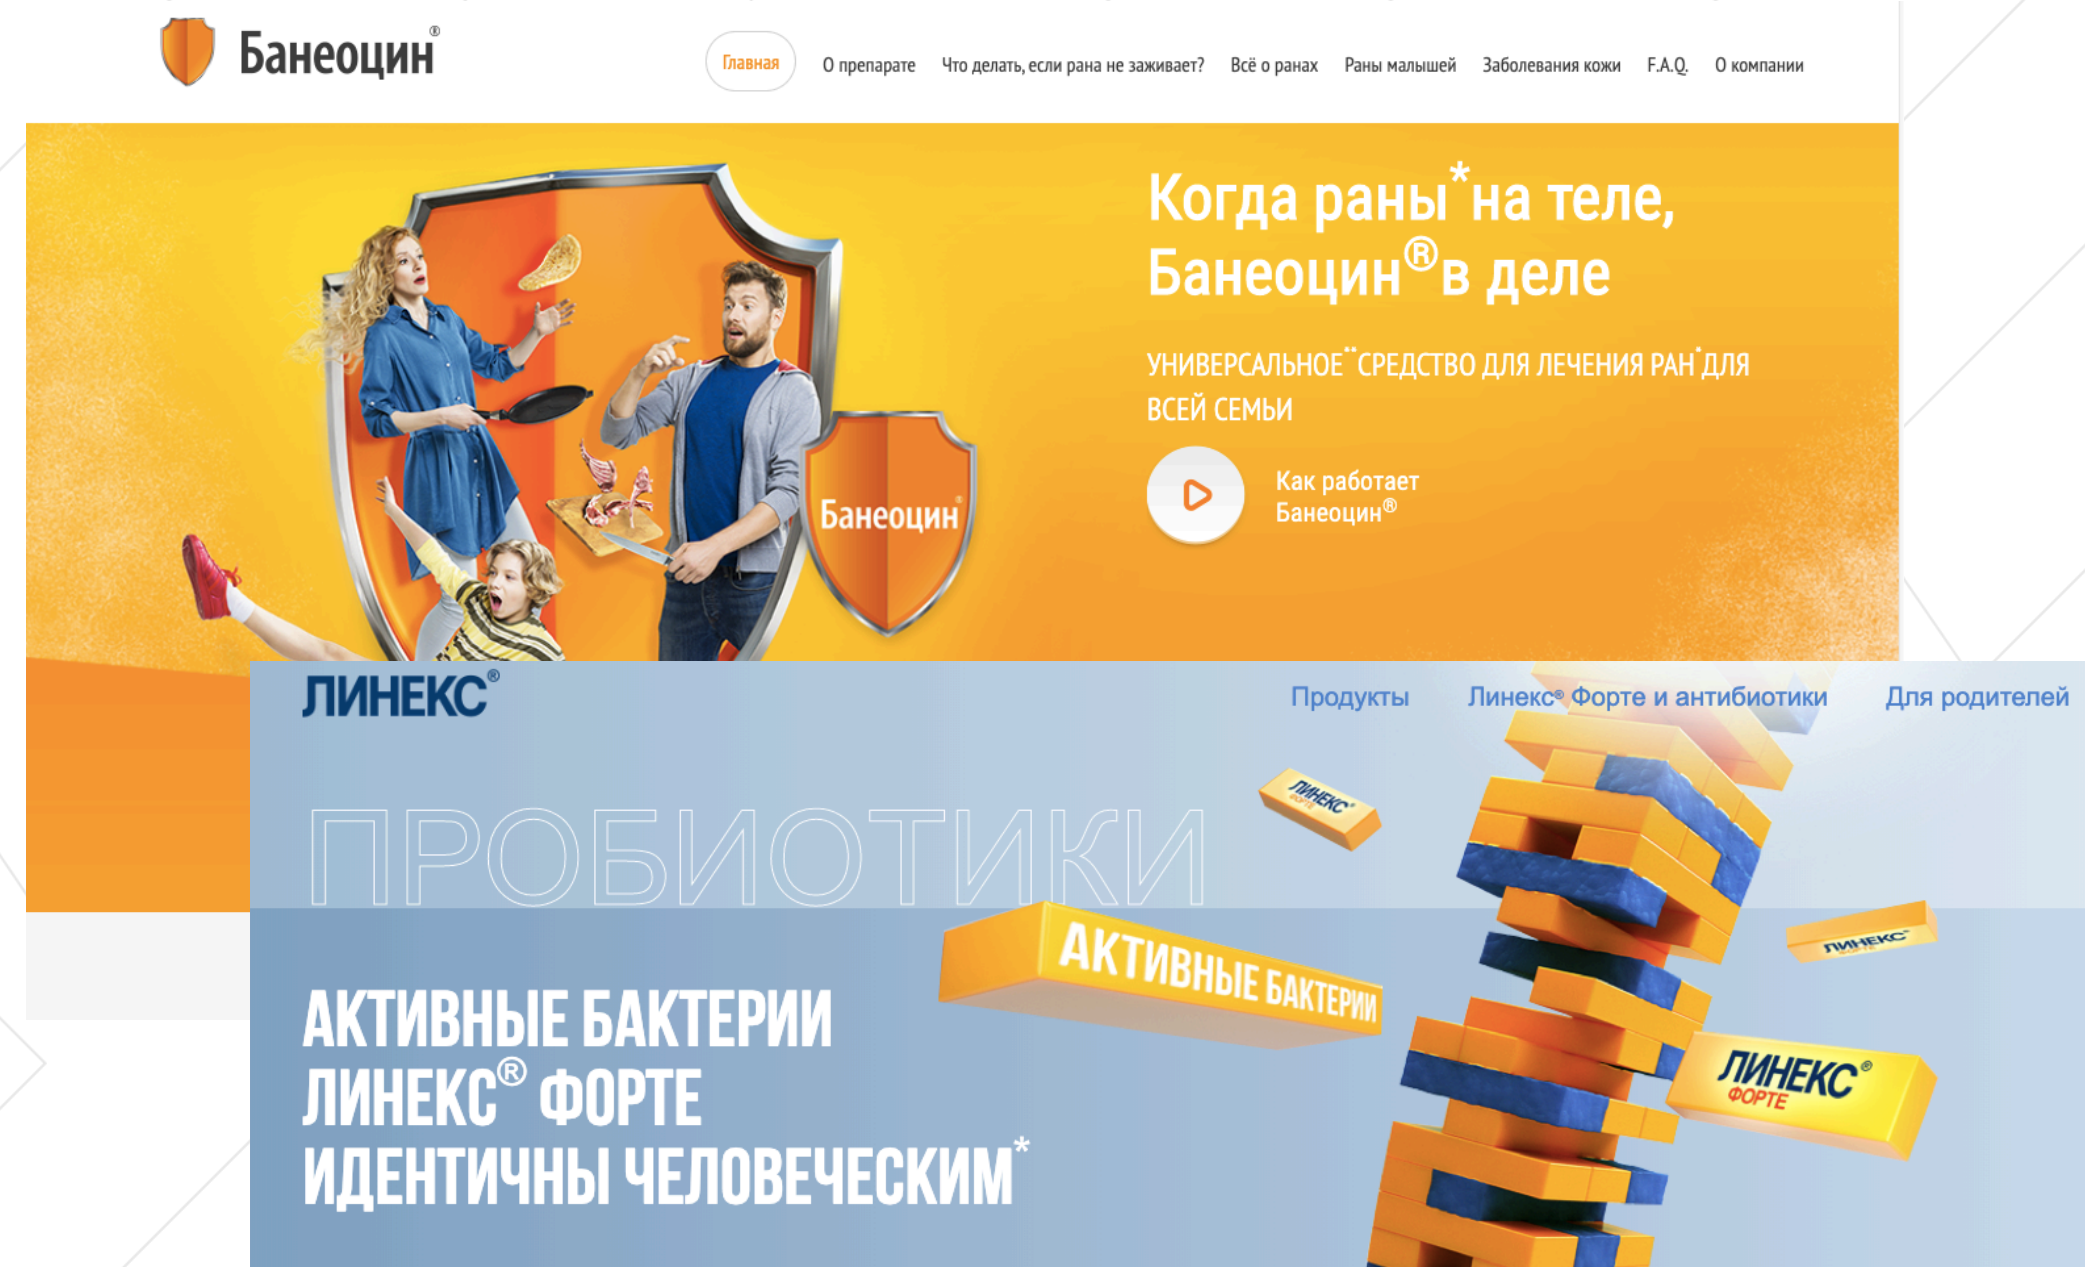 Банеоцин®
Главная О препарате Что делать, если рана не заживает? Всё о ранах Раны малышей Заболевания кожи F.A.Q. О компании
Когда раны* на теле,
Банеоцин® в деле
УНИВЕРСАЛЬНОЕ** СРЕДСТВО ДЛЯ ЛЕЧЕНИЯ РАН* ДЛЯ
ВСЕЙ СЕМЬИ
Как работает
Банеоцин®
Банеоцин®
ЛИНЕКС®
Продукты Линекс® Форте и антибиотики Для родителей
ПРОБИОТИКИ
ЛИНЕКС®
ФОРТЕ
АКТИВНЫЕ БАКТЕРИИ
ЛИНЕКС®
ФОРТЕ
ЛИНЕКС®
ФОРТЕ
АКТИВНЫЕ БАКТЕРИИ
ЛИНЕКС® ФОРТЕ
ИДЕНТИЧНЫ ЧЕЛОВЕЧЕСКИМ*